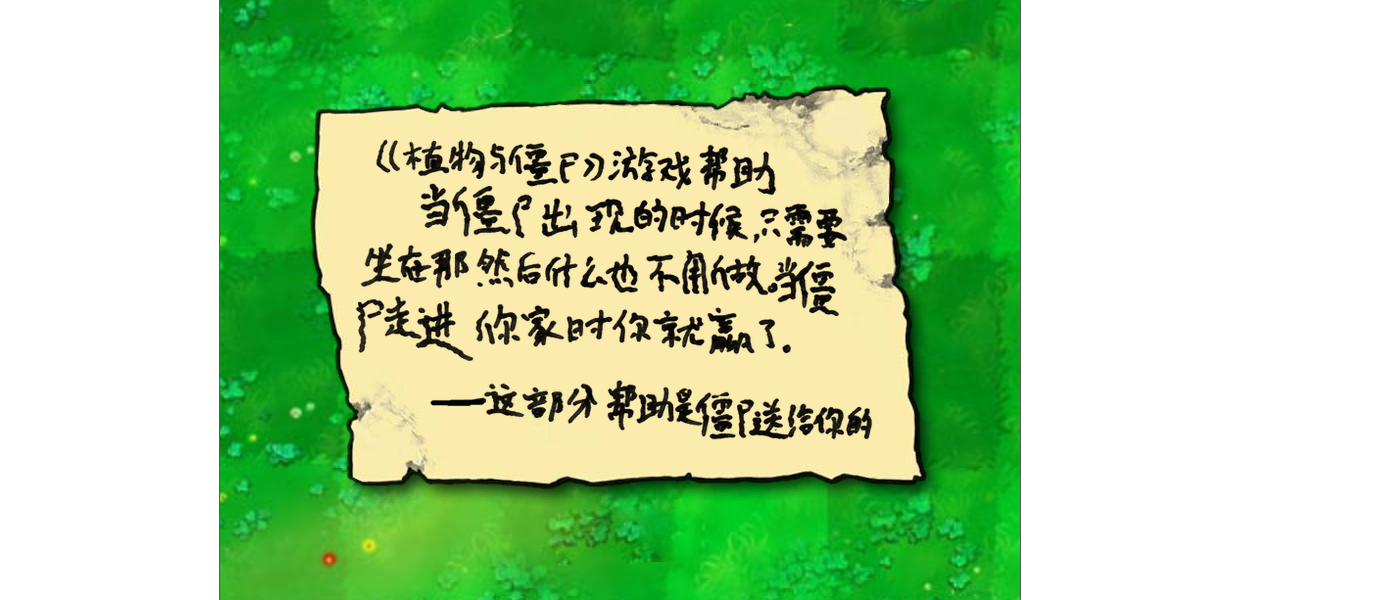 《植物与僵尸》游戏帮助
当僵尸出现的时候,只需要
坐在那然后什么也不用做。当僵
尸走进你家时你就赢了.
——这部分帮助是僵尸送给你的